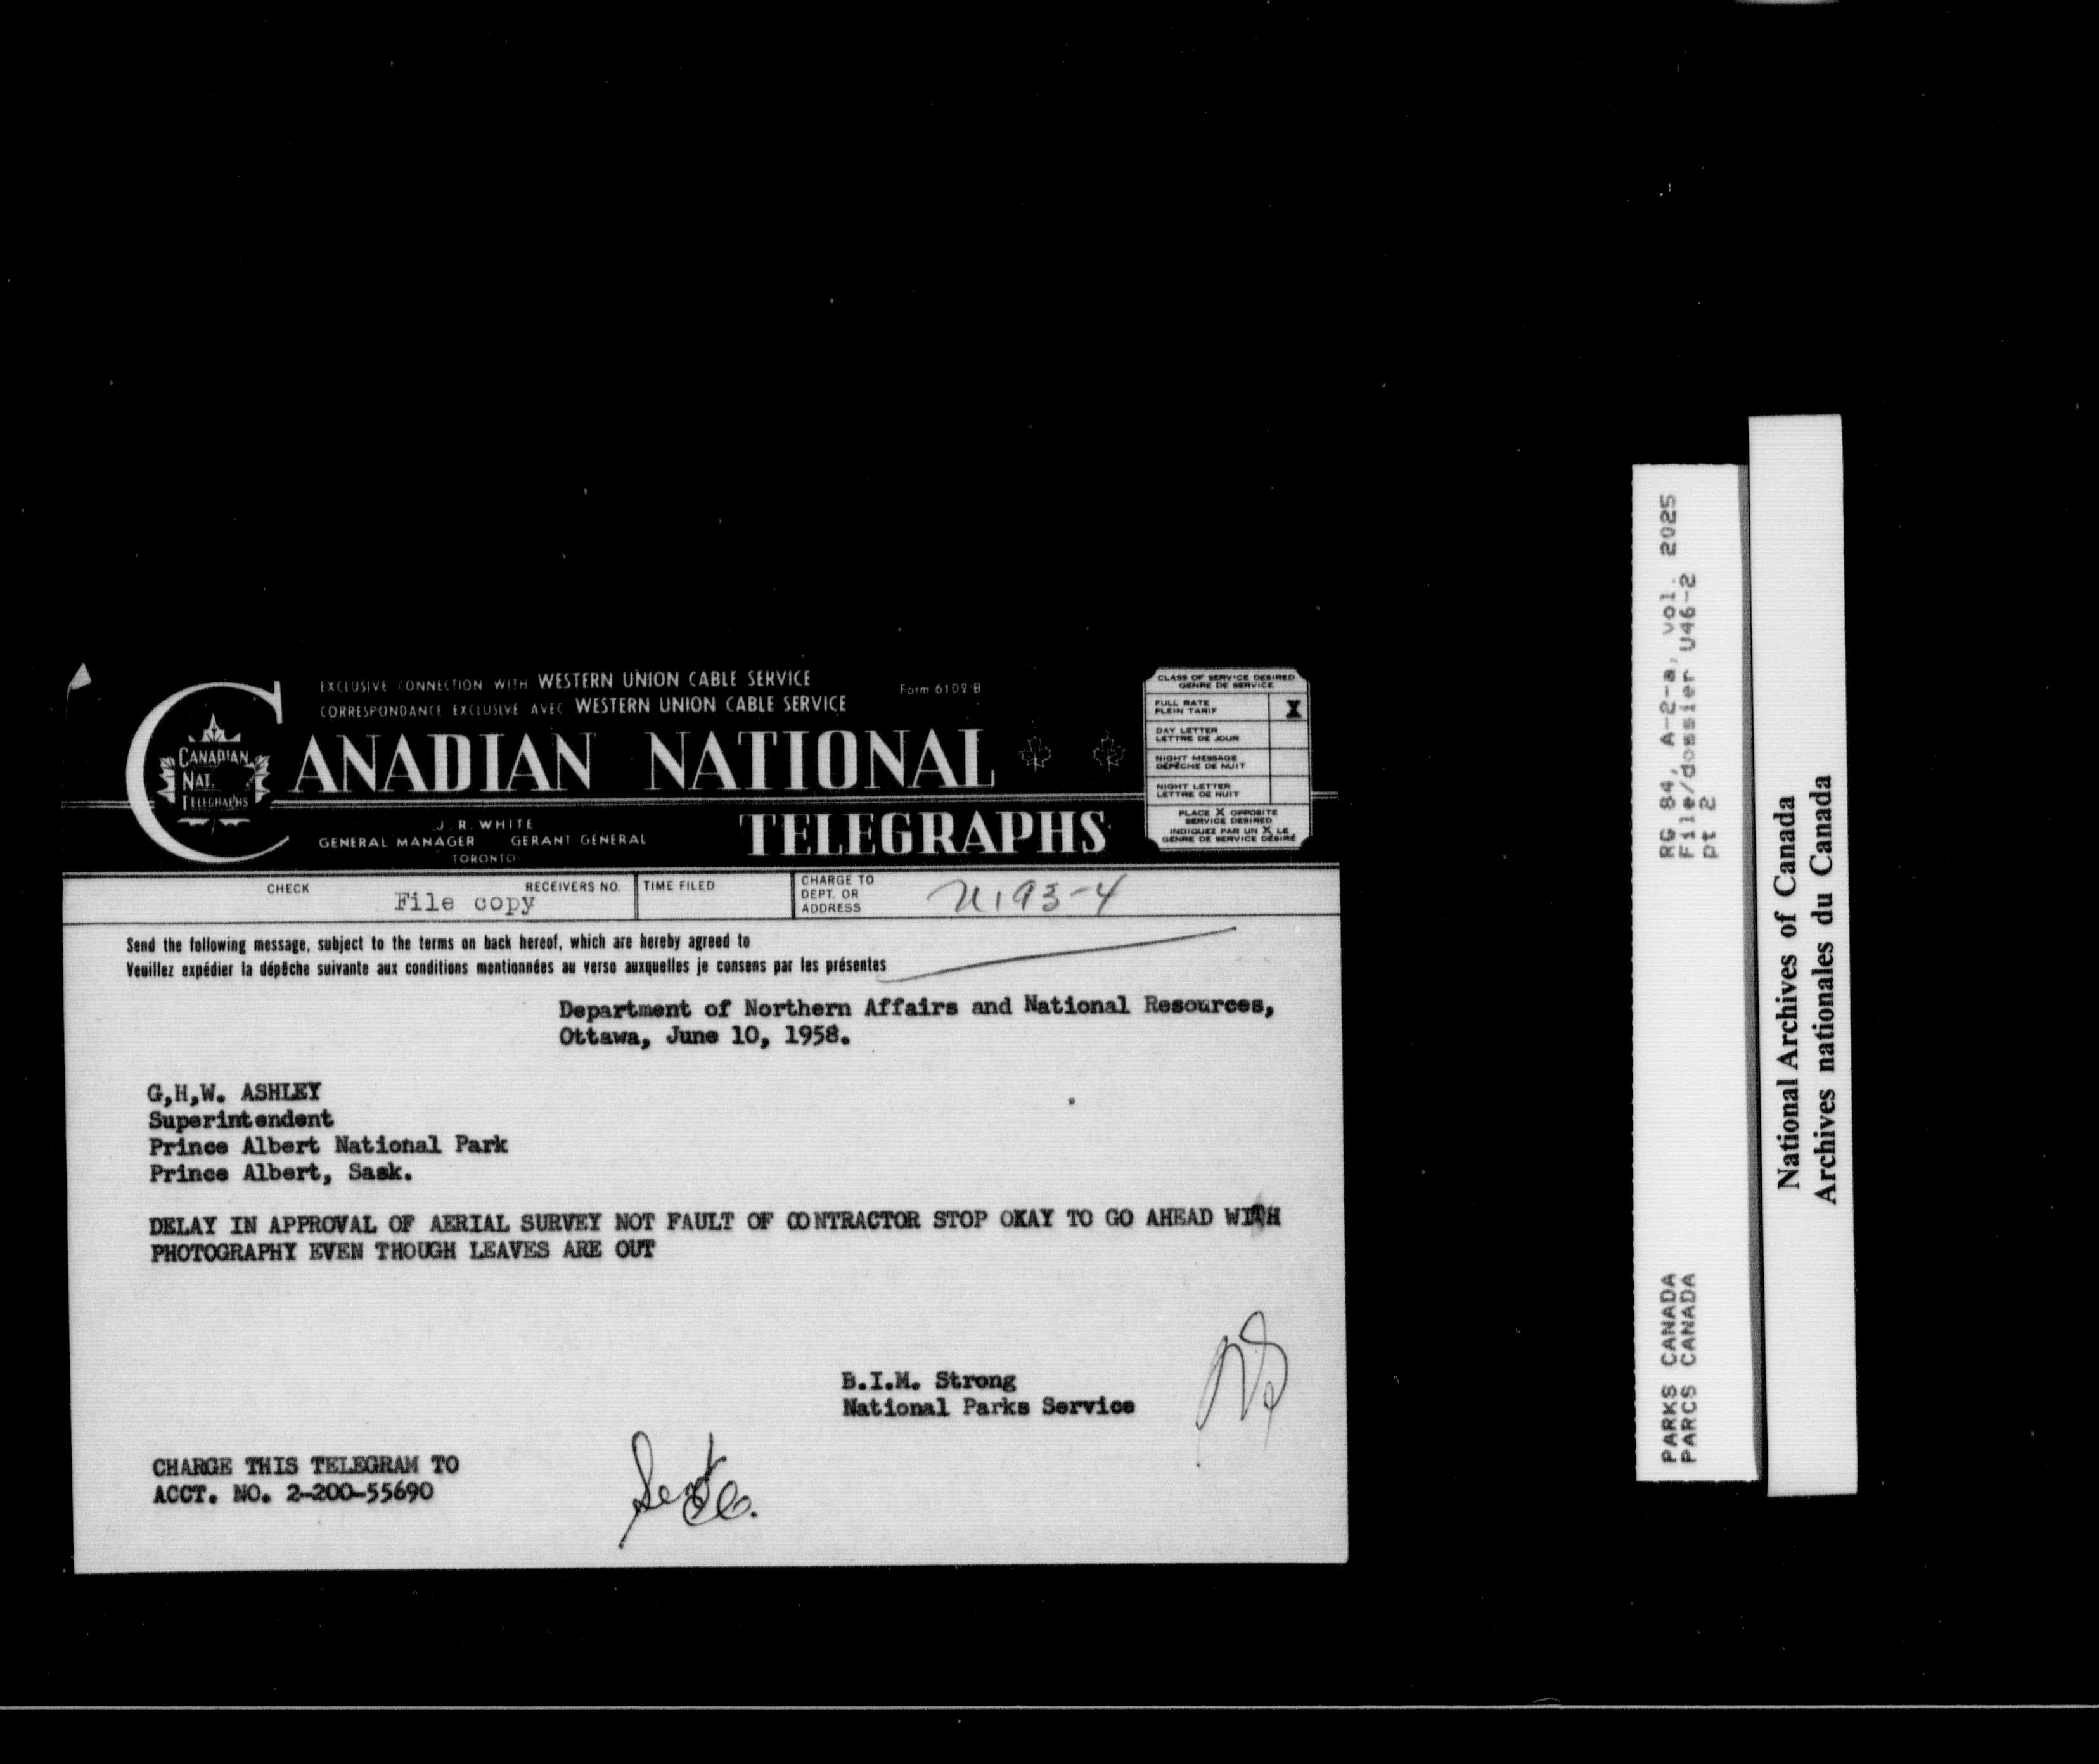 EXCLUSIVE CONNECTION WITH WESTERN UNION CABLE SERVICE
CORRESPONDANCE EXCLUSIVE AVEC WESTERN UNION CABLE SERVICE
Form 6102-B
CANADIAN NATIONAL
TELEGRAPHS
CANADIAN
NAT.
TELEGRAPHS
J. R. WHITE
GENERAL MANAGER GERANT GENERAL
TORONTO
CLASS OF SERVICE DESIRED
GENRE DE SERVICE
FULL RATE
PLEIN TARIF X
DAY LETTER
LETTRE DE JOUR
NIGHT MESSAGE
DÉPÊCHE DE NUIT
NIGHT LETTER
LETTRE DE NUIT
PLACE X OPPOSITE
SERVICE DESIRED
INDIQUEZ PAR UN X LE
GENRE DE SERVICE DÉSIRÉ
CHECK
File copy
RECEIVERS NO.
TIME FILED
CHARGE TO
DEPT. OR
ADDRESS
U193-4
Send the following message, subject to the terms on back hereof, which are hereby agreed to
Veuillez expédier la dépêche suivante aux conditions mentionnées au verso auxquelles je consens par les présentes
Department of Northern Affairs and National Resources,
Ottawa, June 10, 1958.
G,H,W. ASHLEY
Superintendent
Prince Albert National Park
Prince Albert, Sask.
DELAY IN APPROVAL OF AERIAL SURVEY NOT FAULT OF CONTRACTOR STOP OKAY TO GO AHEAD WITH
PHOTOGRAPHY EVEN THOUGH LEAVES ARE OUT
B.I.M. Strong
National Parks Service
CHARGE THIS TELEGRAM TO
ACCT. NO. 2-200-55690
Sent
RG 84, A-2-a, vol. 2025
File/dossier U46-2
pt 2
PARKS CANADA
PARCS CANADA
National Archives of Canada
Archives nationales du Canada